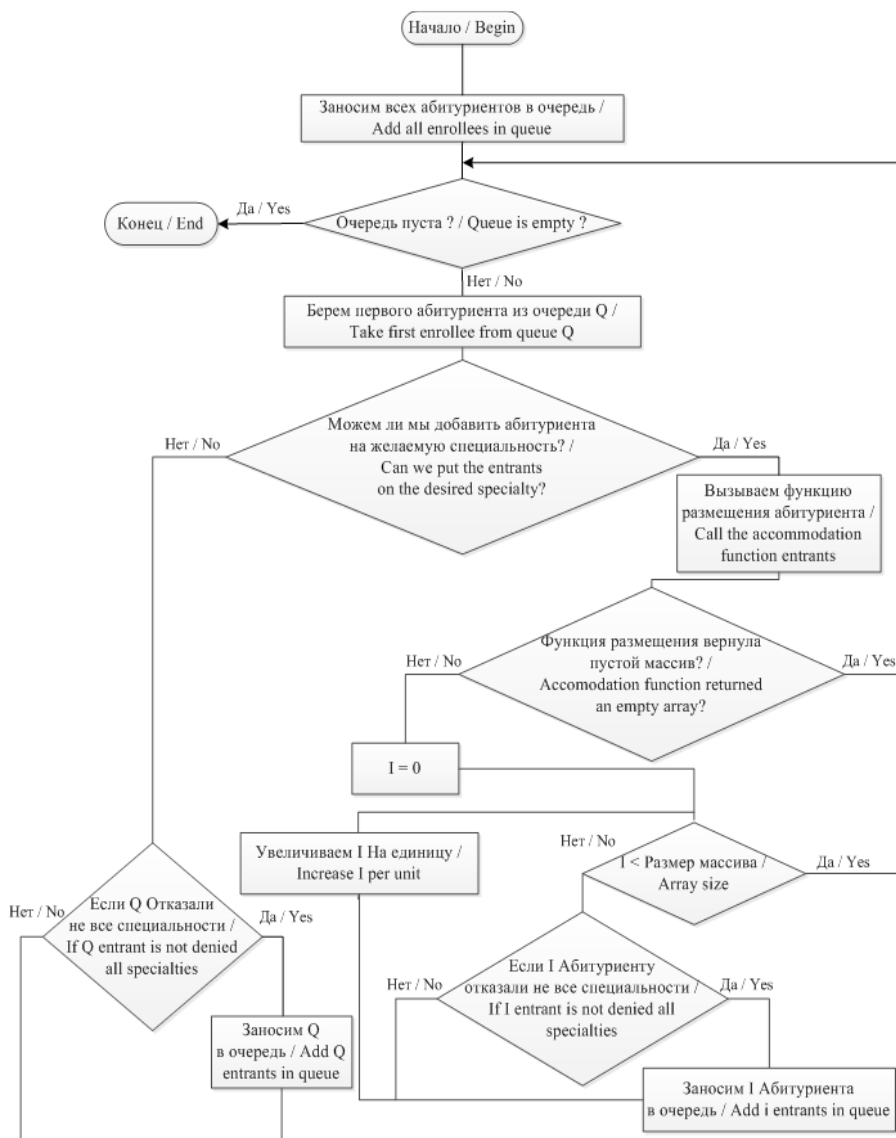 Начало / Begin
Заносим всех абитуриентов в очередь /
Add all enrollees in queue
Да / Yes
Конец / End
Очередь пуста ? / Queue is empty ?
Нет / No
Берем первого абитуриента из очереди Q /
Take first enrollee from queue Q
Нет / No
Можем ли мы добавить абитуриента
на желаемую специальность? /
Can we put the entrants
on the desired specialty?
Да / Yes
Вызываем функцию
размещения абитуриента /
Call the accommodation
function entrants
Нет / No
Функция размещения вернула
пустой массив? /
Accomodation function returned
an empty array?
Да / Yes
I = 0
Увеличиваем I На единицу /
Increase I per unit
Нет / No
I < Размер массива /
Array size
Да / Yes
Нет / No
Если Q Отказали
не все специальности /
If Q entrant is not denied
all specialties
Да / Yes
Нет / No
Если I Абитуриенту
отказали не все специальности /
If I entrant is not denied all
specialties
Да / Yes
Заносим Q
в очередь / Add Q
entrants in queue
Заносим I Абитуриента
в очередь / Add i entrants in queue